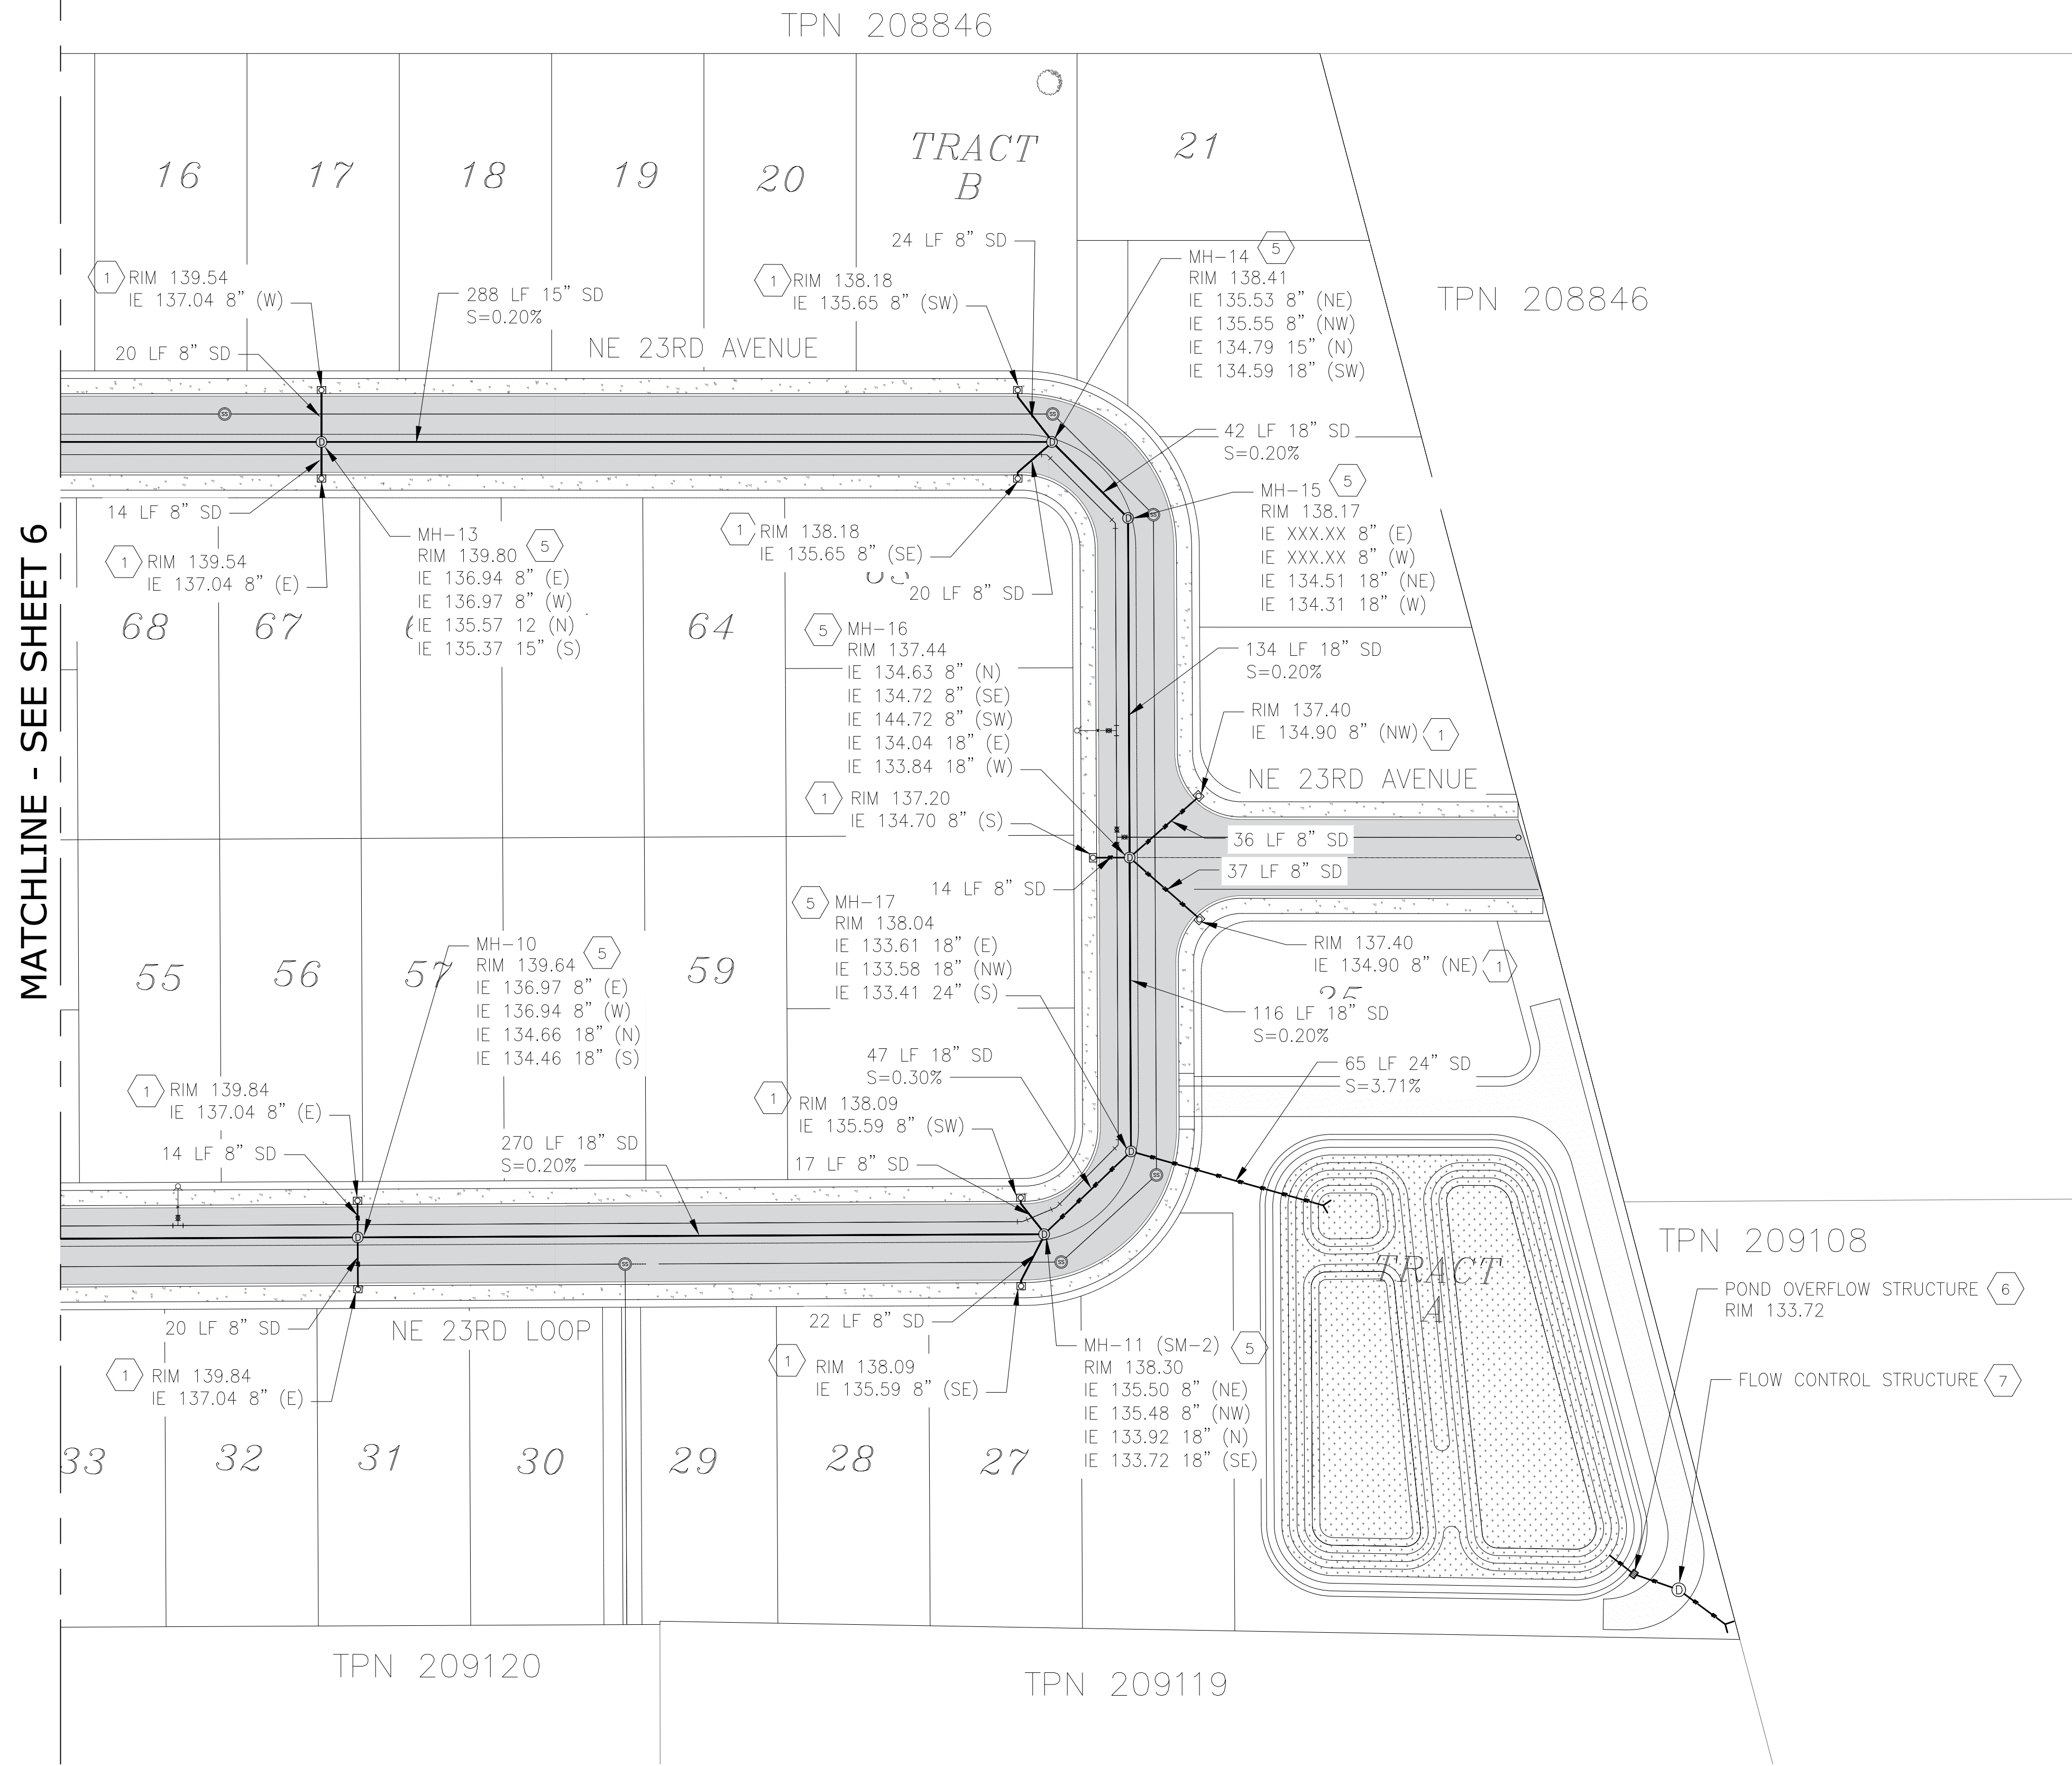 TPN 208846
MATCHLINE - SEE SHEET 6
16
17
18
19
20
TRACT
B
21
TPN 208846
24 LF 8" SD
1
RIM 139.54
IE 137.04 8" (W)
20 LF 8" SD
288 LF 15" SD
S=0.20%
1
RIM 138.18
IE 135.65 8" (SW)
NE 23RD AVENUE
MH-14
5
RIM 138.41
IE 135.53 8" (NE)
IE 135.55 8" (NW)
IE 134.79 15" (N)
IE 134.59 18" (SW)
SS
D
D
SS
42 LF 18" SD
S=0.20%
MH-15
5
RIM 138.17
IE XXX.XX 8" (E)
IE XXX.XX 8" (W)
IE 134.51 18" (NE)
IE 134.31 18" (W)
D
SS
14 LF 8" SD
1
RIM 139.54
IE 137.04 8" (E)
MH-13
RIM 139.80
5
IE 136.94 8" (E)
IE 136.97 8" (W)
IE 135.57 12 (N)
IE 135.37 15" (S)
1
RIM 138.18
IE 135.65 8" (SE)
20 LF 8" SD
68
67
64
5
MH-16
RIM 137.44
IE 134.63 8" (N)
IE 134.72 8" (SE)
IE 144.72 8" (SW)
IE 134.04 18" (E)
IE 133.84 18" (W)
134 LF 18" SD
S=0.20%
RIM 137.40
IE 134.90 8" (NW)
1
NE 23RD AVENUE
1
RIM 137.20
IE 134.70 8" (S)
D
36 LF 8" SD
37 LF 8" SD
14 LF 8" SD
5
MH-17
RIM 138.04
IE 133.61 18" (E)
IE 133.58 18" (NW)
IE 133.41 24" (S)
RIM 137.40
IE 134.90 8" (NE)
1
116 LF 18" SD
S=0.20%
55
56
57
59
MH-10
RIM 139.64
5
IE 136.97 8" (E)
IE 136.94 8" (W)
IE 134.66 18" (N)
IE 134.46 18" (S)
47 LF 18" SD
S=0.30%
65 LF 24" SD
S=3.71%
1
RIM 139.84
IE 137.04 8" (E)
14 LF 8" SD
270 LF 18" SD
S=0.20%
1
RIM 138.09
IE 135.59 8" (SW)
17 LF 8" SD
D
SS
D
D
SS
SS
TRACT
A
TPN 209108
POND OVERFLOW STRUCTURE
6
RIM 133.72
FLOW CONTROL STRUCTURE
7
20 LF 8" SD
NE 23RD LOOP
22 LF 8" SD
1
RIM 139.84
IE 137.04 8" (E)
1
RIM 138.09
IE 135.59 8" (SE)
MH-11 (SM-2)
5
RIM 138.30
IE 135.50 8" (NE)
IE 135.48 8" (NW)
IE 133.92 18" (N)
IE 133.72 18" (SE)
33
32
31
30
29
28
27
D
TPN 209120
TPN 209119